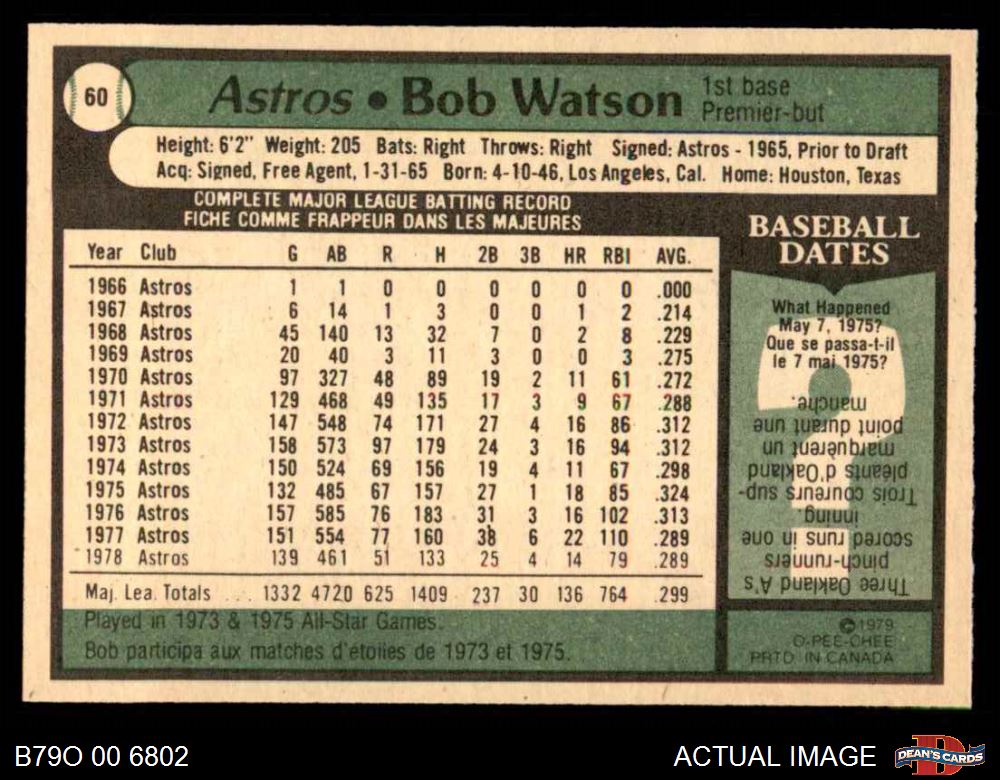 60
Astros • Bob Watson 1st base
Premier-but
Height: 6'2" Weight: 205 Bats: Right Throws: Right Signed: Astros - 1965, Prior to Draft
Acq: Signed, Free Agent, 1-31-65 Born: 4-10-46, Los Angeles, Cal. Home: Houston, Texas
COMPLETE MAJOR LEAGUE BATTING RECORD
FICHE COMME FRAPPEUR DANS LES MAJEURES
Year Club G AB R H 2B 3B HR RBI AVG.
1966 Astros 1 1 0 0 0 0 0 0 .000
1967 Astros 6 14 1 3 0 0 1 2 .214
1968 Astros 45 140 13 32 7 0 2 8 .229
1969 Astros 20 40 3 11 3 0 0 3 .275
1970 Astros 97 327 48 89 19 2 11 61 .272
1971 Astros 129 468 49 135 17 3 9 67 .288
1972 Astros 147 548 74 171 27 4 16 86 .312
1973 Astros 158 573 97 179 24 3 16 94 .312
1974 Astros 150 524 69 156 19 4 11 67 .298
1975 Astros 132 485 67 157 27 1 18 85 .324
1976 Astros 157 585 76 183 31 3 16 102 .313
1977 Astros 151 554 77 160 38 6 22 110 .289
1978 Astros 139 461 51 133 25 4 14 79 .289
Maj. Lea. Totals ... 1332 4720 625 1409 237 30 136 764 .299
Played in 1973 & 1975 All-Star Games.
Bob participa aux matches d'étoiles de 1973 et 1975.
BASEBALL
DATES
What Happened
May 7, 1975?
Que se passa-t-il
le 7 mai 1975?
Three Oakland A's
pinch-runners
scored runs in one
inning.
Trois coureurs sup-
pléants d'Oakland
marquèrent un
point durant une
manche.
©1979
O-PEE-CHEE
PRTD IN CANADA
B79O 00 6802
ACTUAL IMAGE
DEAN'S CARDS